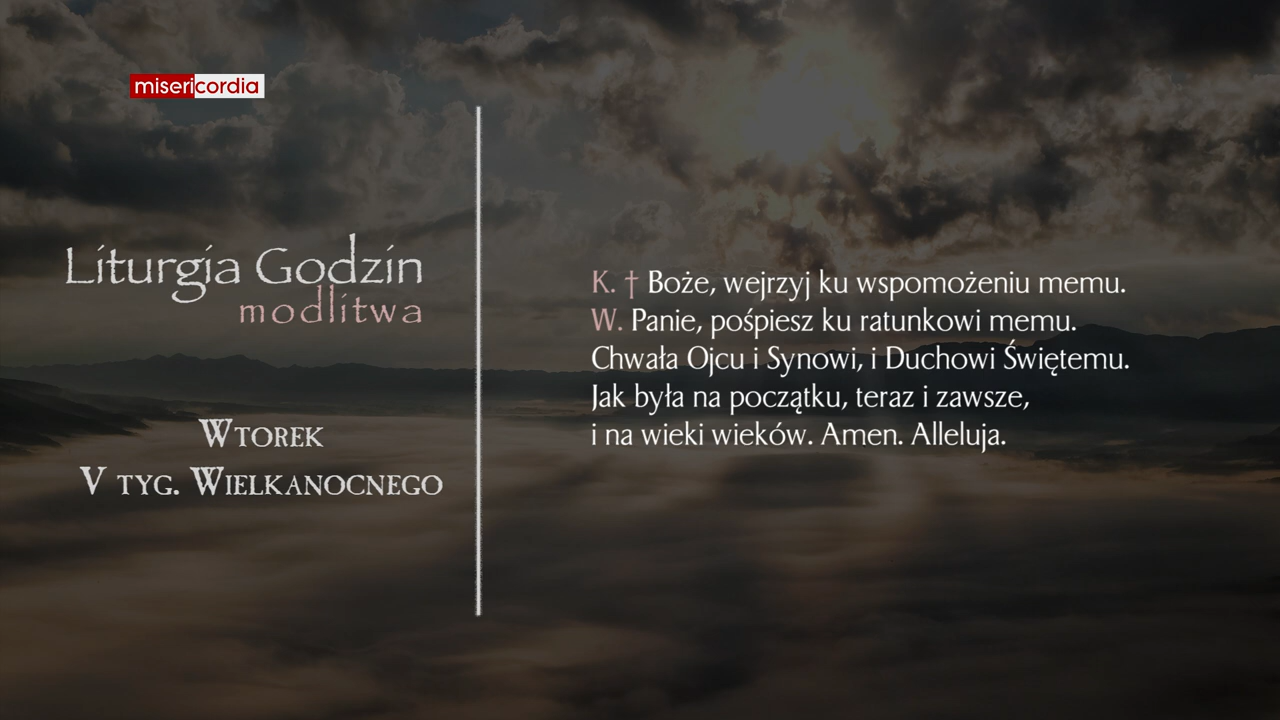 misericordia
Liturgia Godzin
modlitwa
Wtorek
V tyg. Wielkanocnego
K. † Boże, wejrzyj ku wspomożeniu memu.
W. Panie, pośpiesz ku ratunkowi memu.
Chwała Ojcu i Synowi, i Duchowi Świętemu.
Jak była na początku, teraz i zawsze,
i na wieki wieków. Amen. Alleluja.